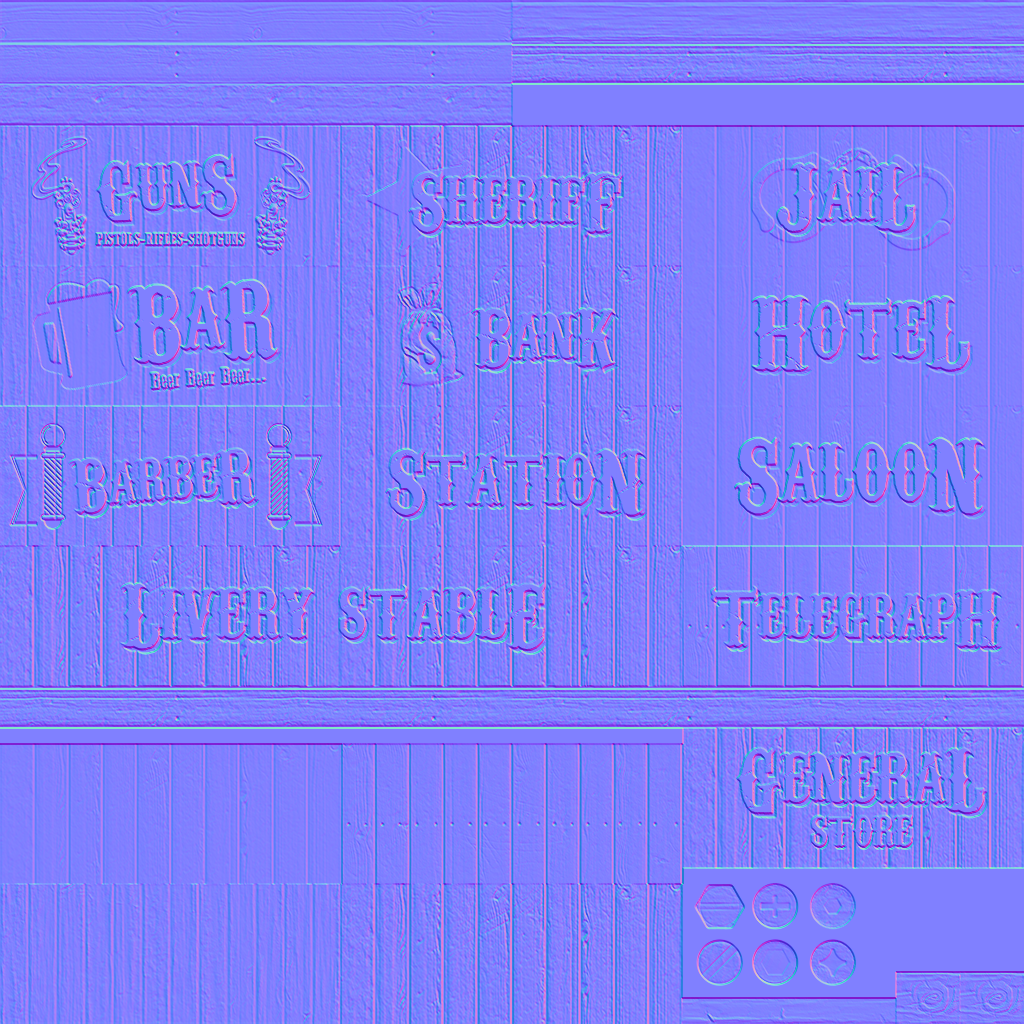 GUNS
PISTOLS-RIFLES-SHOTGUNS
SHERIFF
JAIL
BAR
Beer Beer Beer...
$
BANK
HOTEL
BARBER
STATION
SALOON
LIVERY STABLE
TELEGRAPH
GENERAL
STORE